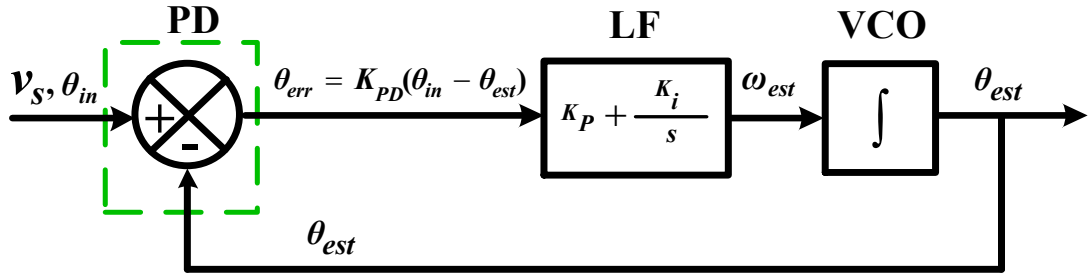 PD
LF
VCO
v_s, θ_in
+
-
θ_err = K_PD(θ_in − θ_est)
K_P + K_i/s
ω_est
∫
θ_est
θ_est